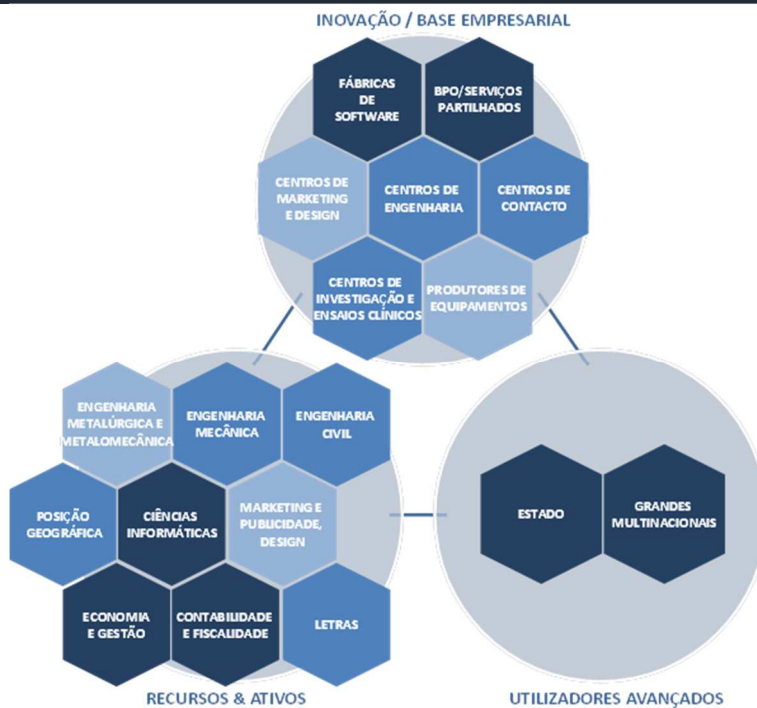 INOVAÇÃO / BASE EMPRESARIAL
FÁBRICAS
DE
SOFTWARE
BPO/SERVIÇOS
PARTILHADOS
CENTROS DE
MARKETING
E DESIGN
CENTROS DE
ENGENHARIA
CENTROS DE
CONTACTO
CENTROS DE
INVESTIGAÇÃO E
ENSAIOS CLÍNICOS
PRODUTORES DE
EQUIPAMENTOS
ENGENHARIA
METALÚRGICA E
METALOMECÂNICA
ENGENHARIA
MECÂNICA
ENGENHARIA
CIVIL
POSIÇÃO
GEOGRÁFICA
CIÊNCIAS
INFORMÁTICAS
MARKETING E
PUBLICIDADE,
DESIGN
ECONOMIA
E GESTÃO
CONTABILIDADE
E FISCALIDADE
LETRAS
RECURSOS & ATIVOS
ESTADO
GRANDES
MULTINACIONAIS
UTILIZADORES AVANÇADOS